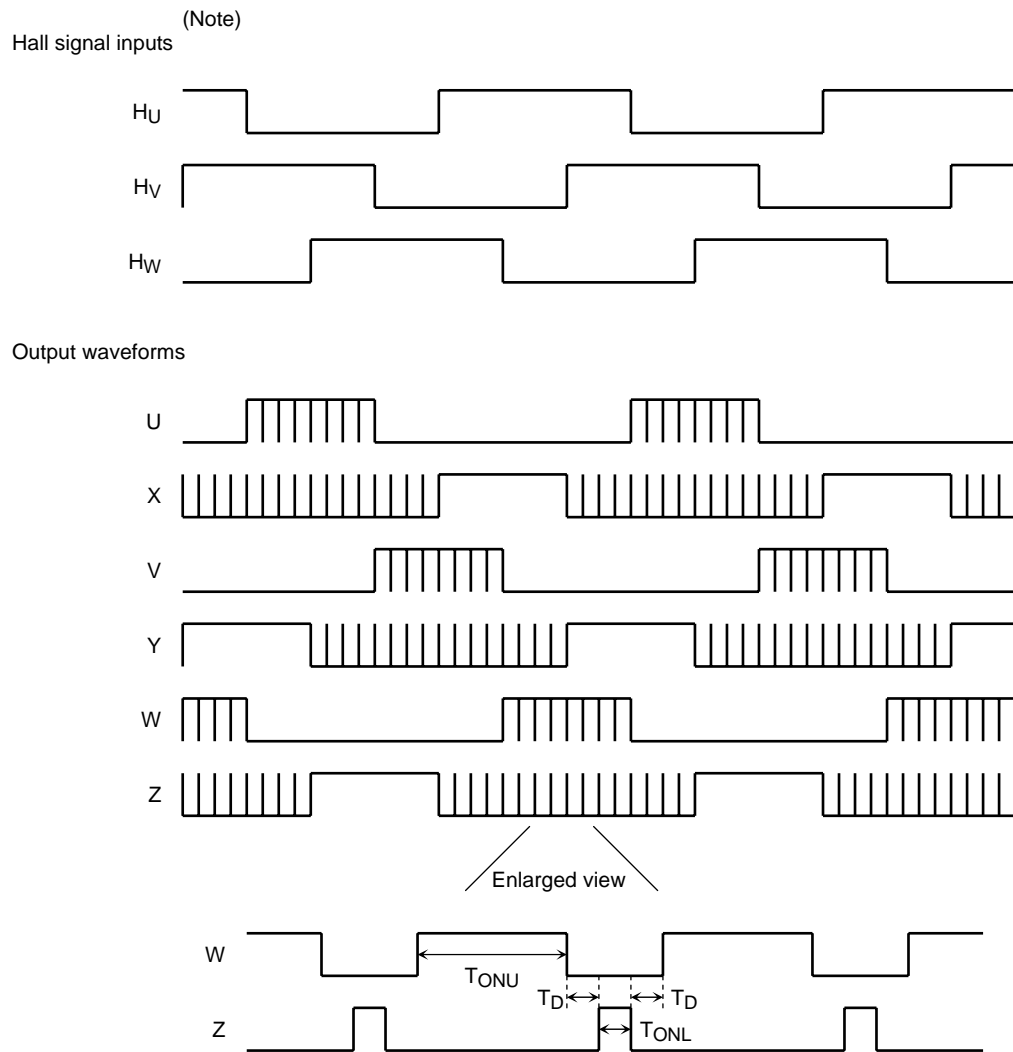 (Note)
Hall signal inputs
HU
HV
HW
Output waveforms
U
X
V
Y
W
Z
Enlarged view
W
TONU
TD
TD
Z
TONL